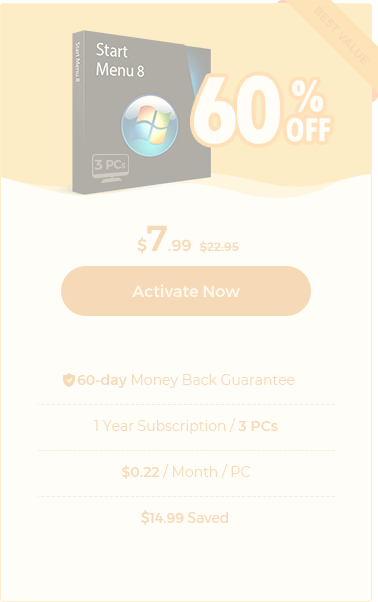 BEST VALUE
Start Menu 8
Start
Menu 8
3 PCs
60%
OFF
$7.99 $22.95
Activate Now
60-day Money Back Guarantee
1 Year Subscription / 3 PCs
$0.22 / Month / PC
$14.99 Saved